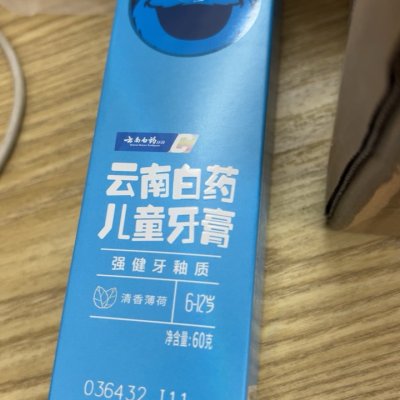 云南白药
云南白药
儿童牙膏
强健牙釉质
清香薄荷 6-12岁
净含量:60克
036432 I11